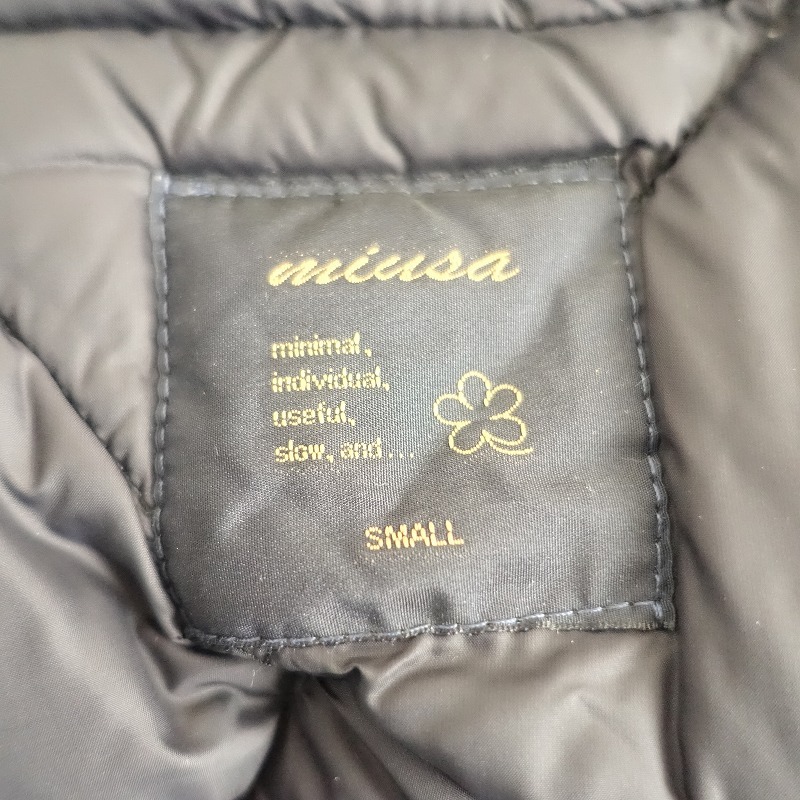 miusa
minimal,
individual,
useful,
slow, and...
SMALL